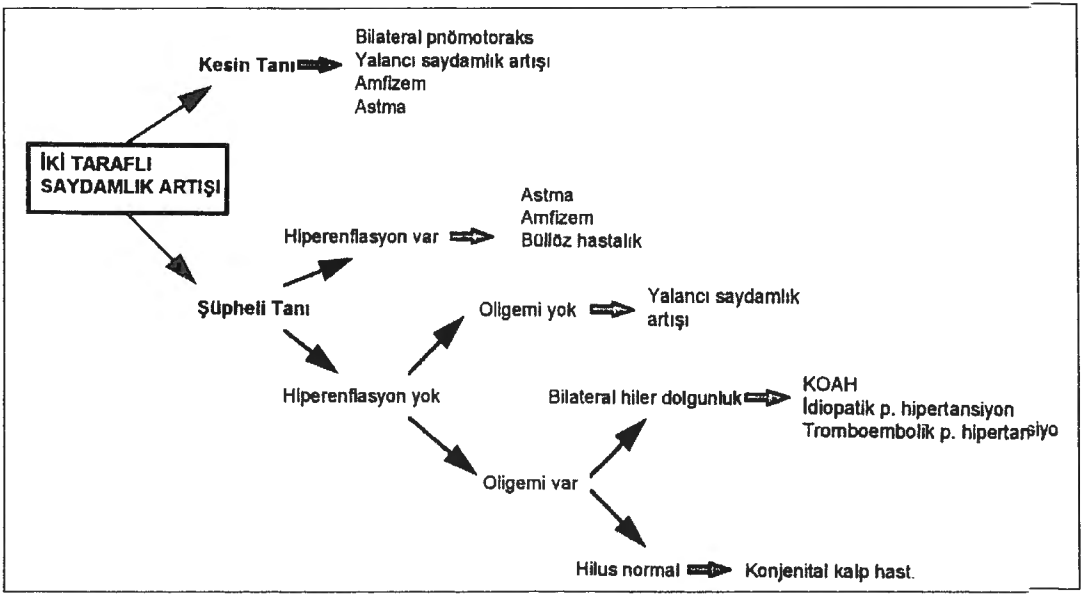 Kesin Tanı
Bilateral pnömotoraks
Yalancı saydamlık artışı
Amfizem
Astma
İKİ TARAFLI
SAYDAMLIK ARTIŞI
Şüpheli Tanı
Hiperenflasyon var
Astma
Amfizem
Büllöz hastalık
Hiperenflasyon yok
Oligemi yok
Yalancı saydamlık
artışı
Oligemi var
Bilateral hiler dolgunluk
KOAH
İdiopatik p. hipertansiyon
Tromboembolik p. hipertansiyo
Hilus normal
Konjenital kalp hast.